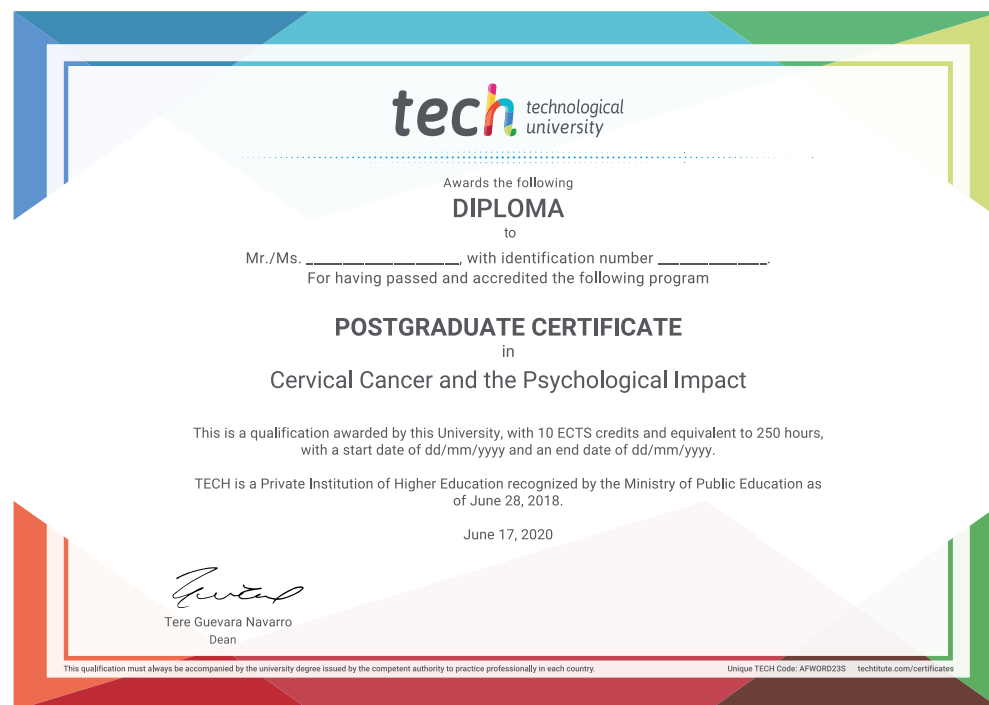 tech technological
university
Awards the following
DIPLOMA
to
Mr./Ms. ____________________, with identification number ______________.
For having passed and accredited the following program
POSTGRADUATE CERTIFICATE
in
Cervical Cancer and the Psychological Impact
This is a qualification awarded by this University, with 10 ECTS credits and equivalent to 250 hours,
with a start date of dd/mm/yyyy and an end date of dd/mm/yyyy.
TECH is a Private Institution of Higher Education recognized by the Ministry of Public Education as
of June 28, 2018.
June 17, 2020
Tere Guevara Navarro
Dean
This qualification must always be accompanied by the university degree issued by the competent authority to practice professionally in each country. Unique TECH Code: AFWORD23S techtitute.com/certificates